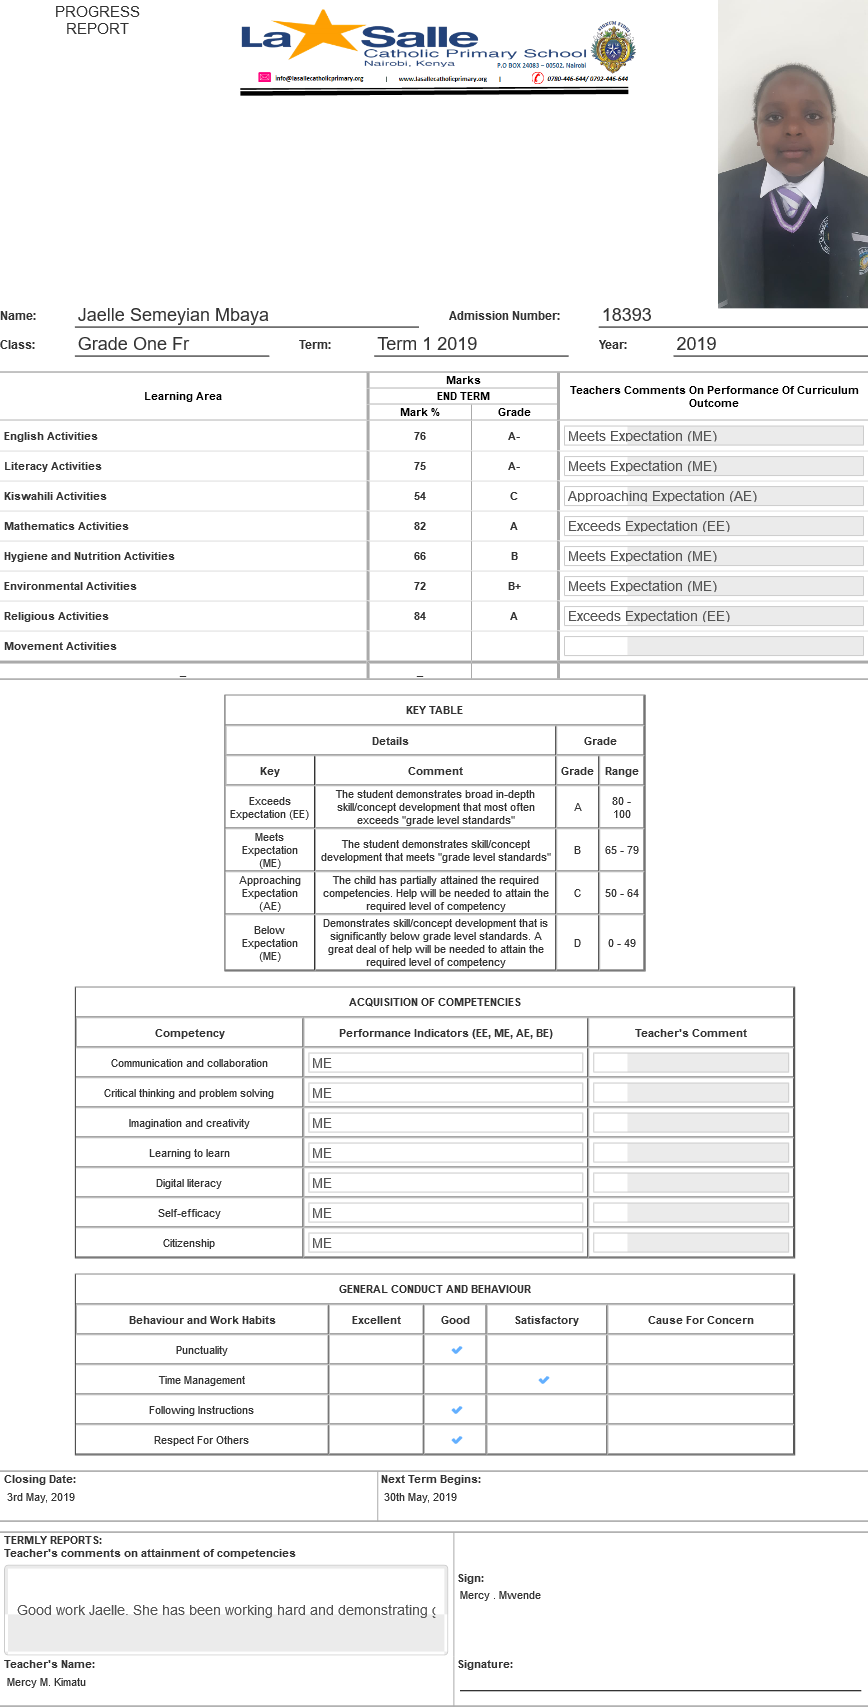 PROGRESS
REPORT
La Salle
Catholic Primary School
Nairobi, Kenya
P.O BOX 24083 – 00502, Nairobi
info@lasallecatholicprimary.org | www.lasallecatholicprimary.org | 0780-446-644/ 0792-446-644
Name: Jaelle Semeyian Mbaya Admission Number: 18393
Class: Grade One Fr Term: Term 1 2019 Year: 2019
Learning Area Marks Teachers Comments On Performance Of Curriculum Outcome
END TERM
Mark % Grade
English Activities 76 A- Meets Expectation (ME)
Literacy Activities 75 A- Meets Expectation (ME)
Kiswahili Activities 54 C Approaching Expectation (AE)
Mathematics Activities 82 A Exceeds Expectation (EE)
Hygiene and Nutrition Activities 66 B Meets Expectation (ME)
Environmental Activities 72 B+ Meets Expectation (ME)
Religious Activities 84 A Exceeds Expectation (EE)
Movement Activities
_ _
KEY TABLE
Details Grade
Key Comment Grade Range
Exceeds Expectation (EE) The student demonstrates broad in-depth skill/concept development that most often exceeds "grade level standards" A 80 - 100
Meets Expectation (ME) The student demonstrates skill/concept development that meets "grade level standards" B 65 - 79
Approaching Expectation (AE) The child has partially attained the required competencies. Help will be needed to attain the required level of competency C 50 - 64
Below Expectation (ME) Demonstrates skill/concept development that is significantly below grade level standards. A great deal of help will be needed to attain the required level of competency D 0 - 49
ACQUISITION OF COMPETENCIES
Competency Performance Indicators (EE, ME, AE, BE) Teacher's Comment
Communication and collaboration ME
Critical thinking and problem solving ME
Imagination and creativity ME
Learning to learn ME
Digital literacy ME
Self-efficacy ME
Citizenship ME
GENERAL CONDUCT AND BEHAVIOUR
Behaviour and Work Habits Excellent Good Satisfactory Cause For Concern
Punctuality
Time Management
Following Instructions
Respect For Others
Closing Date: Next Term Begins:
3rd May, 2019 30th May, 2019
TERMLY REPORTS:
Teacher's comments on attainment of competencies
Good work Jaelle. She has been working hard and demonstrating
Sign:
Mercy . Mwende
Teacher's Name: Signature:
Mercy M. Kimatu